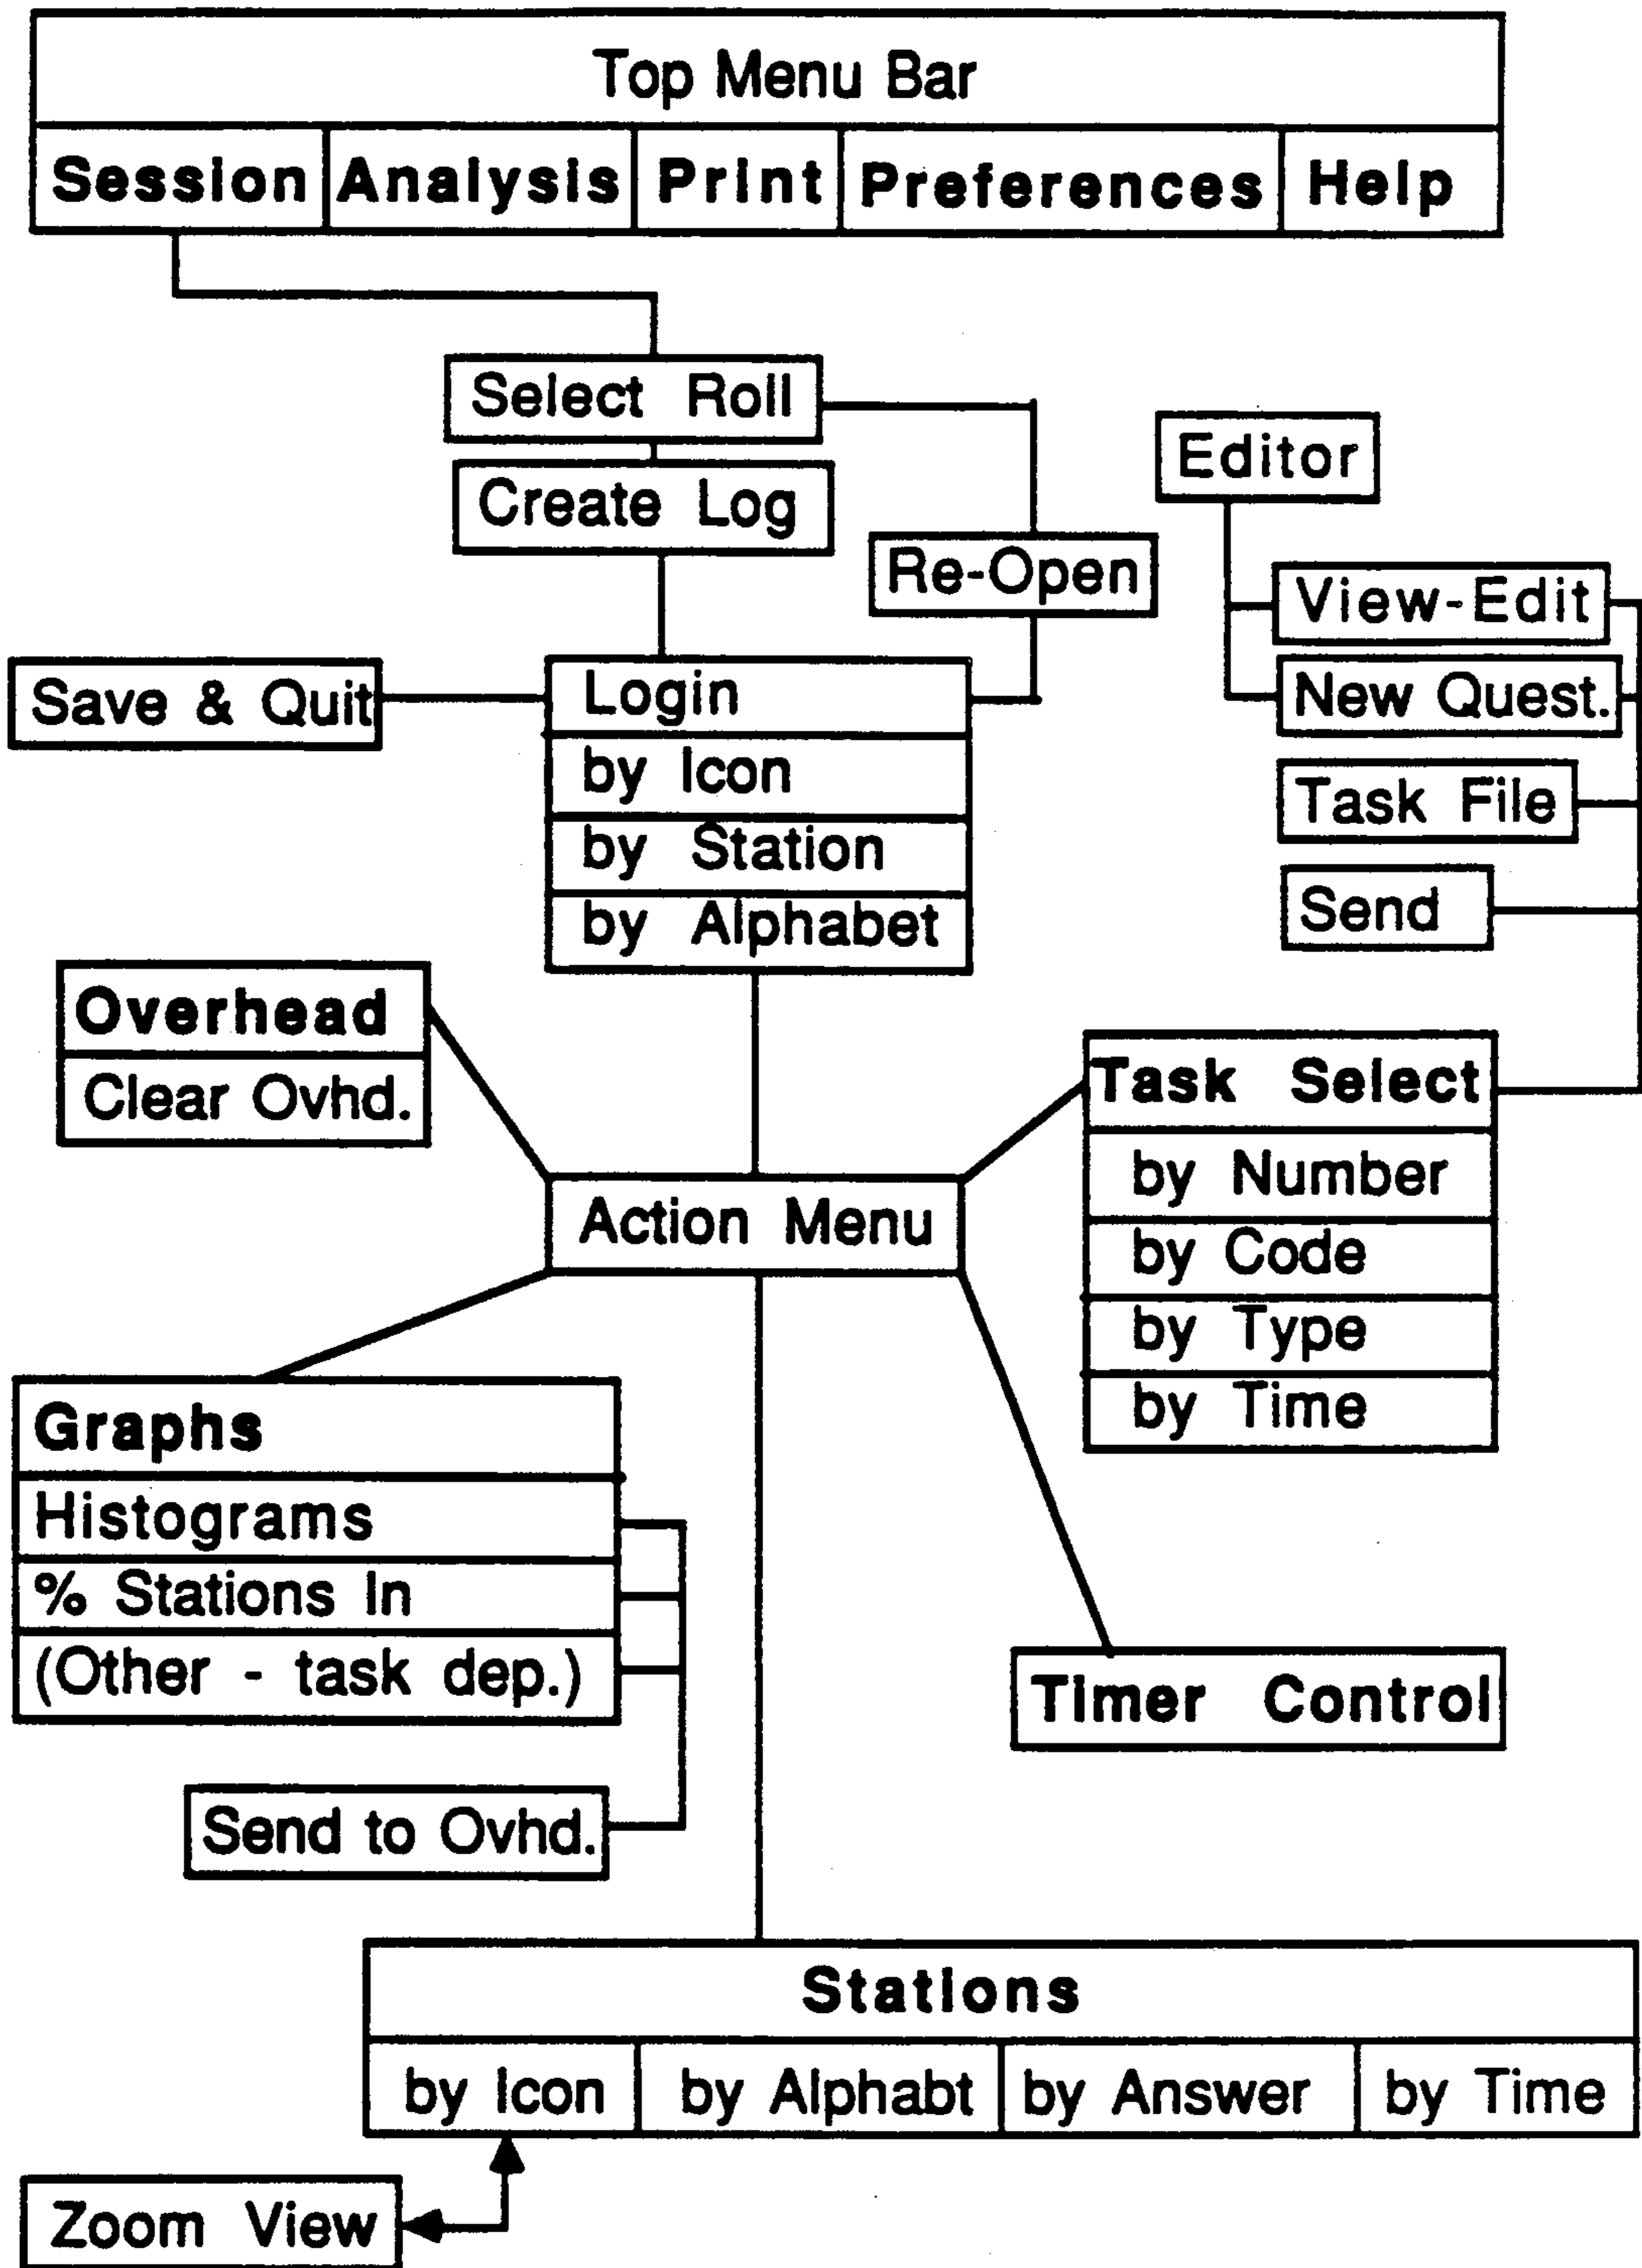 Top Menu Bar
Session Analysis Print Preferences Help
Select Roll
Create Log
Re-Open
Editor
View-Edit
New Quest.
Task File
Send
Save & Quit
Login
by Icon
by Station
by Alphabet
Overhead
Clear Ovhd.
Action Menu
Task Select
by Number
by Code
by Type
by Time
Graphs
Histograms
% Stations In
(Other - task dep.)
Send to Ovhd.
Timer Control
Stations
by Icon by Alphabt by Answer by Time
Zoom View